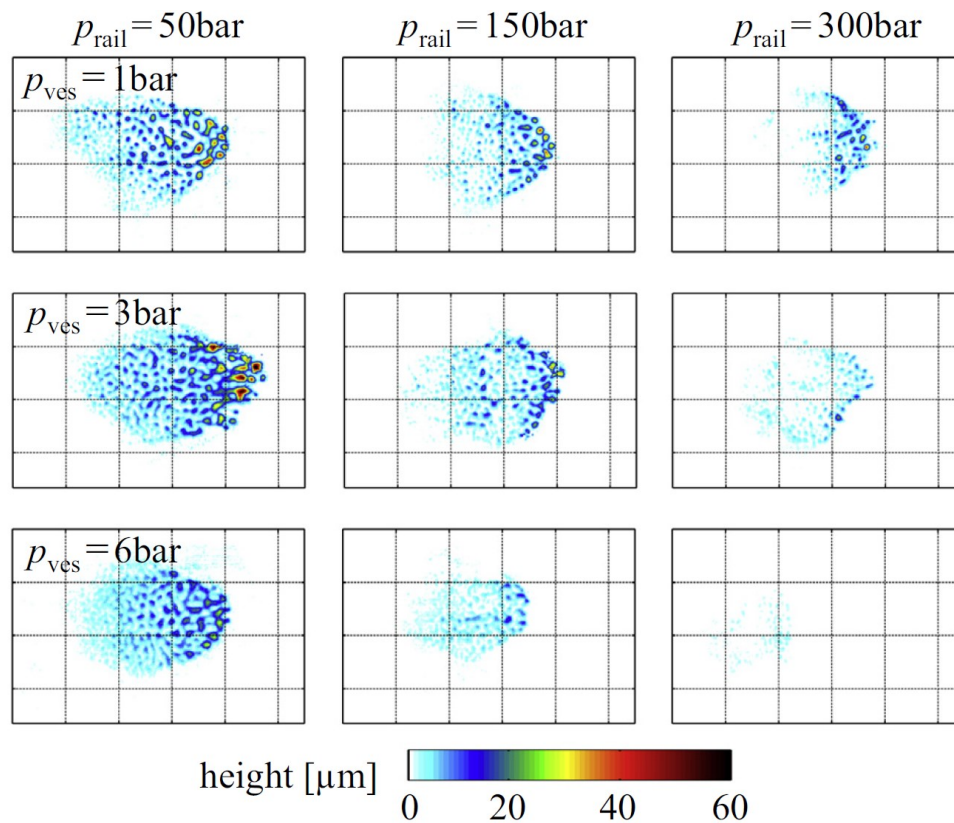 p_rail = 50bar p_rail = 150bar p_rail = 300bar
p_ves = 1bar
p_ves = 3bar
p_ves = 6bar
height [µm]
0 20 40 60